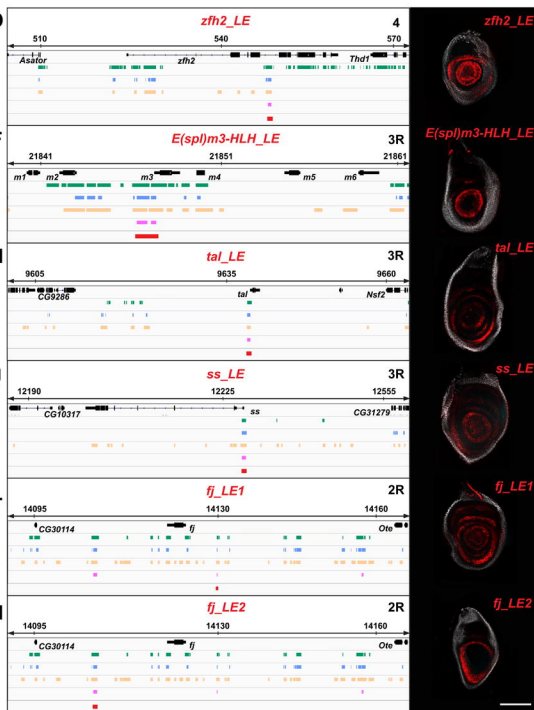 zfh2_LE 4
510 540 570
Asator zfh2 Thd1
zfh2_LE
E(spl)m3-HLH_LE 3R
21841 21851 21861
m1 m2 m3 m4 m5 m6
E(spl)m3-HLH_LE
tal_LE 3R
9605 9635 9660
CG9286 tal Nsf2
tal_LE
ss_LE 3R
12190 12225 12555
CG10317 ss CG31279
ss_LE
fj_LE1 2R
14095 14130 14160
CG30114 fj Ote
fj_LE1
fj_LE2 2R
14095 14130 14160
CG30114 fj Ote
fj_LE2